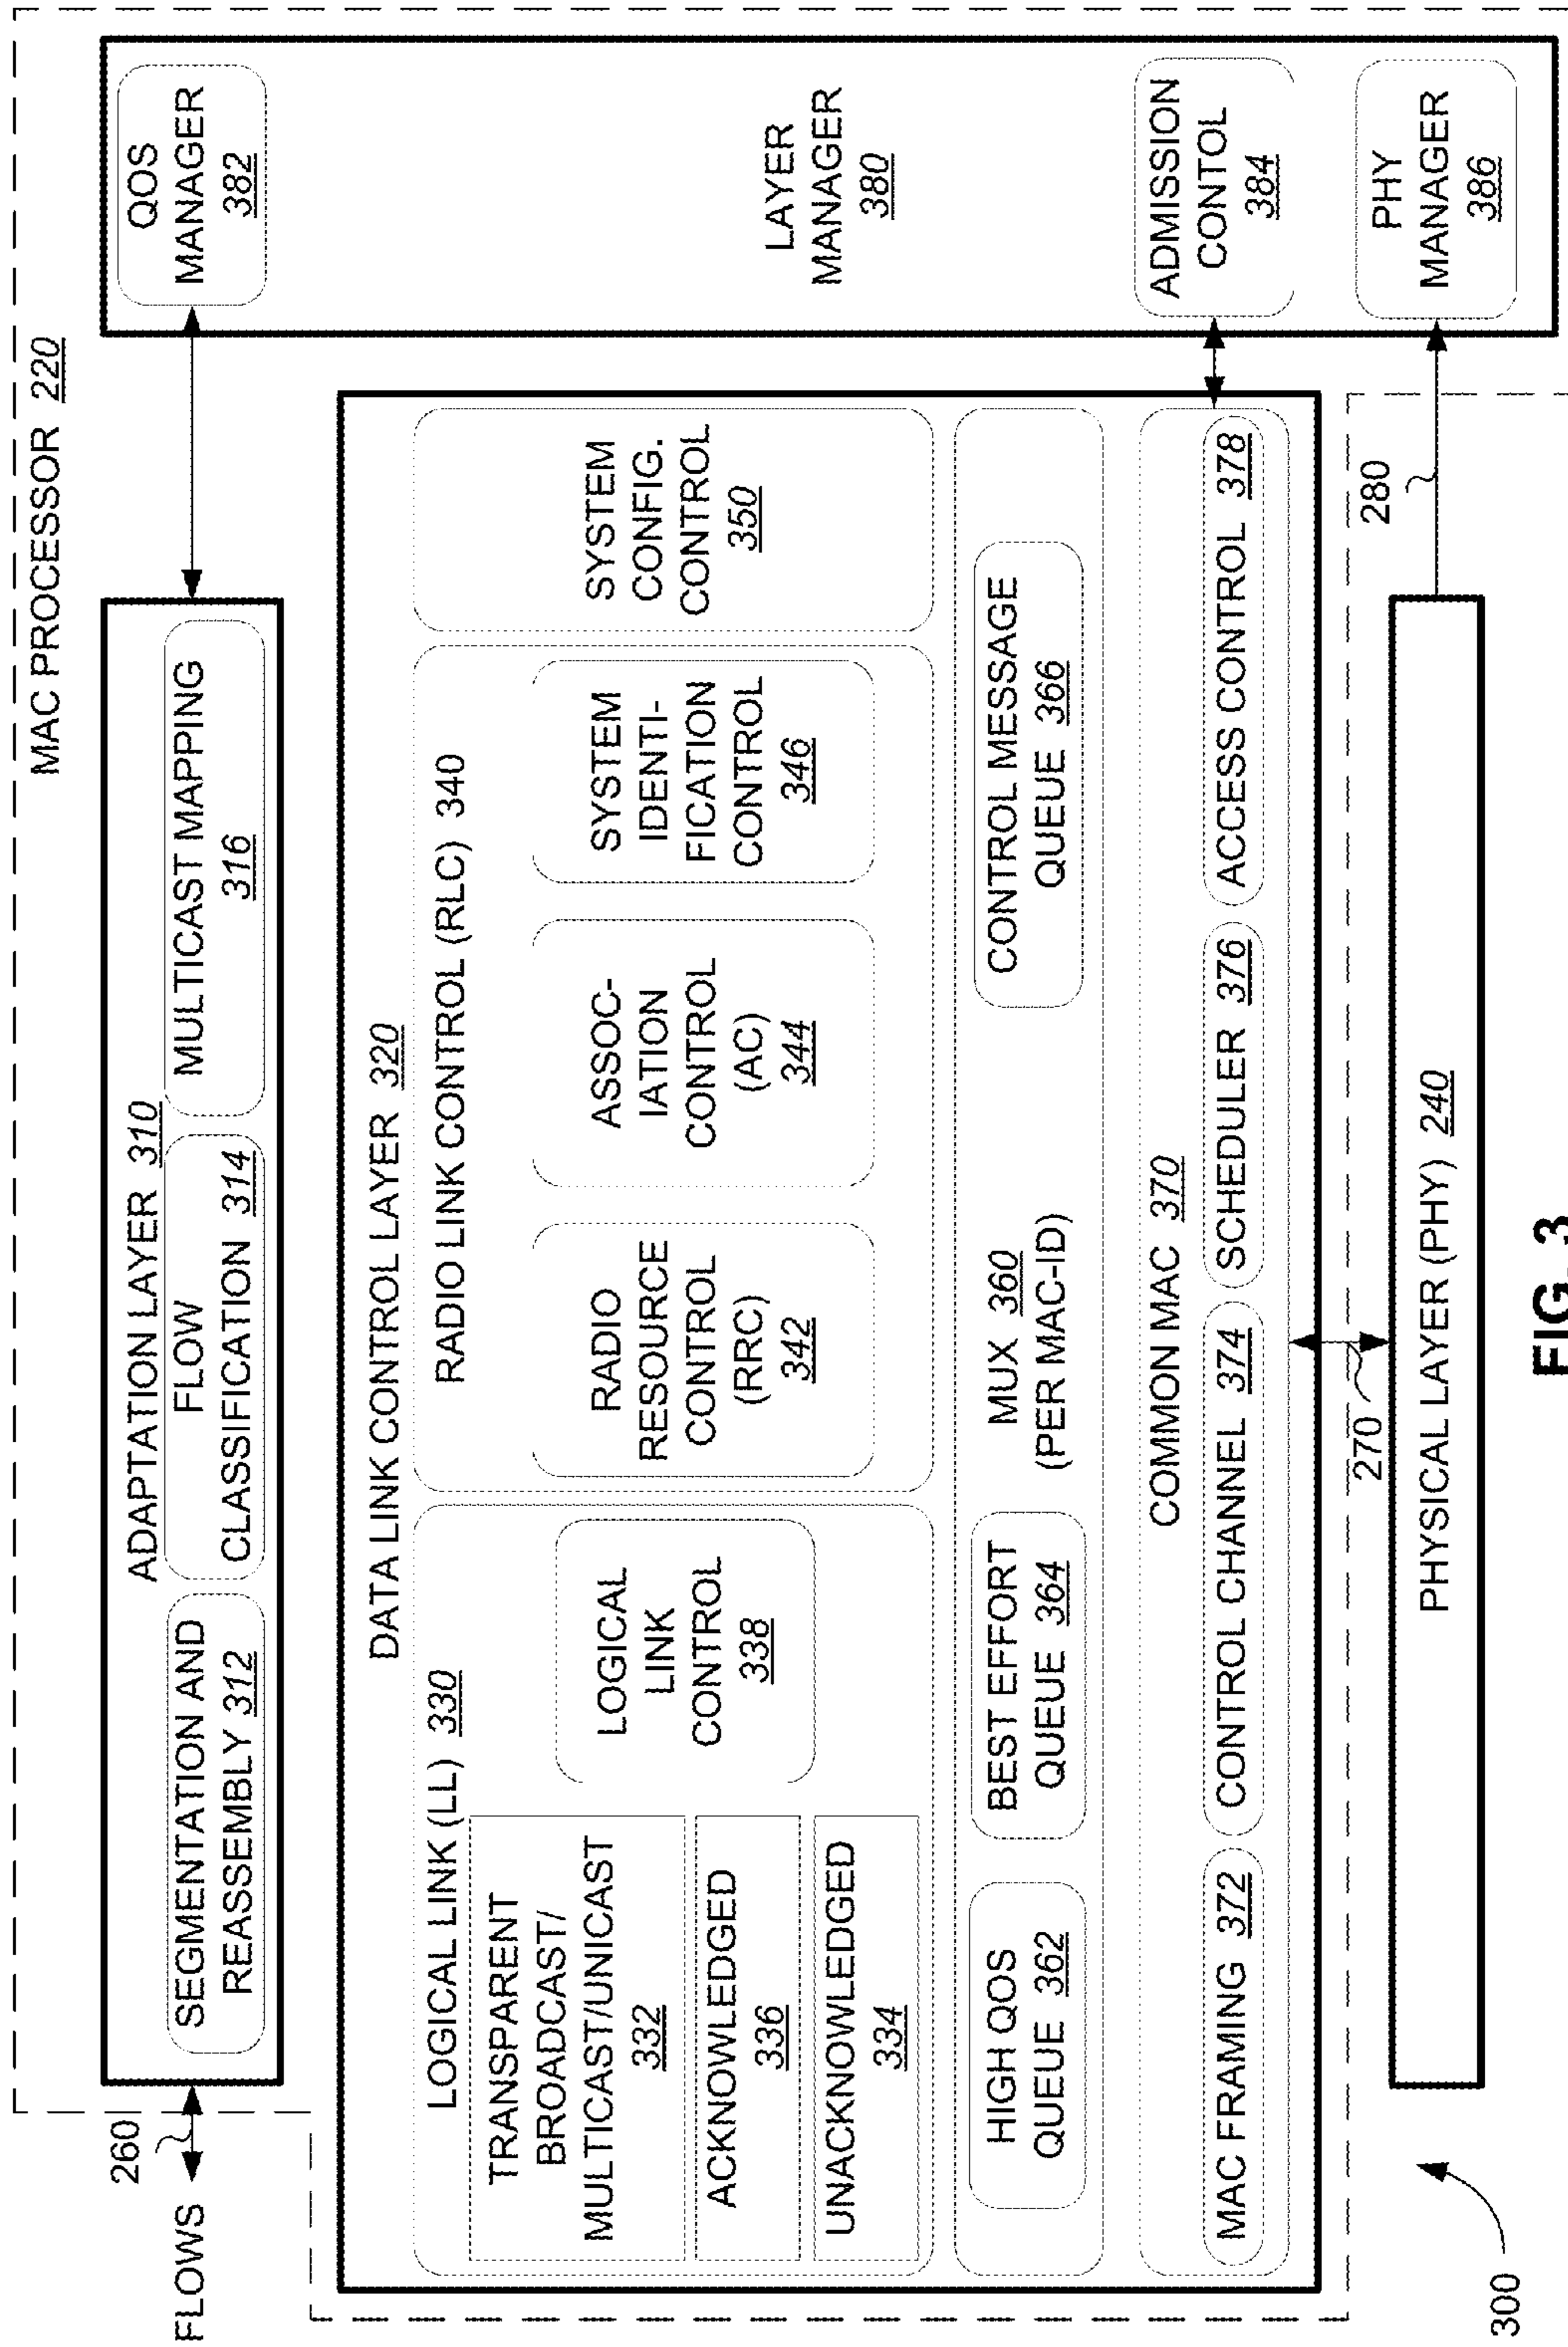 MAC PROCESSOR 220
FLOWS
260
ADAPTATION LAYER 310
SEGMENTATION AND
REASSEMBLY 312
FLOW
CLASSIFICATION 314
MULTICAST MAPPING
316
QOS
MANAGER
382
DATA LINK CONTROL LAYER 320
LOGICAL LINK (LL) 330
TRANSPARENT
BROADCAST/
MULTICAST/UNICAST
332
ACKNOWLEDGED
336
UNACKNOWLEDGED
334
LOGICAL
LINK
CONTROL
338
RADIO LINK CONTROL (RLC) 340
RADIO
RESOURCE
CONTROL
(RRC)
342
ASSOC-
IATION
CONTROL
(AC)
344
SYSTEM
IDENTI-
FICATION
CONTROL
346
SYSTEM
CONFIG.
CONTROL
350
LAYER
MANAGER
380
HIGH QOS
QUEUE 362
BEST EFFORT
QUEUE 364
MUX 360
(PER MAC-ID)
CONTROL MESSAGE
QUEUE 366
COMMON MAC 370
MAC FRAMING 372
CONTROL CHANNEL 374
SCHEDULER 376
ACCESS CONTROL 378
ADMISSION
CONTOL
384
270
280
PHYSICAL LAYER (PHY) 240
PHY
MANAGER
386
300
FIG. 3